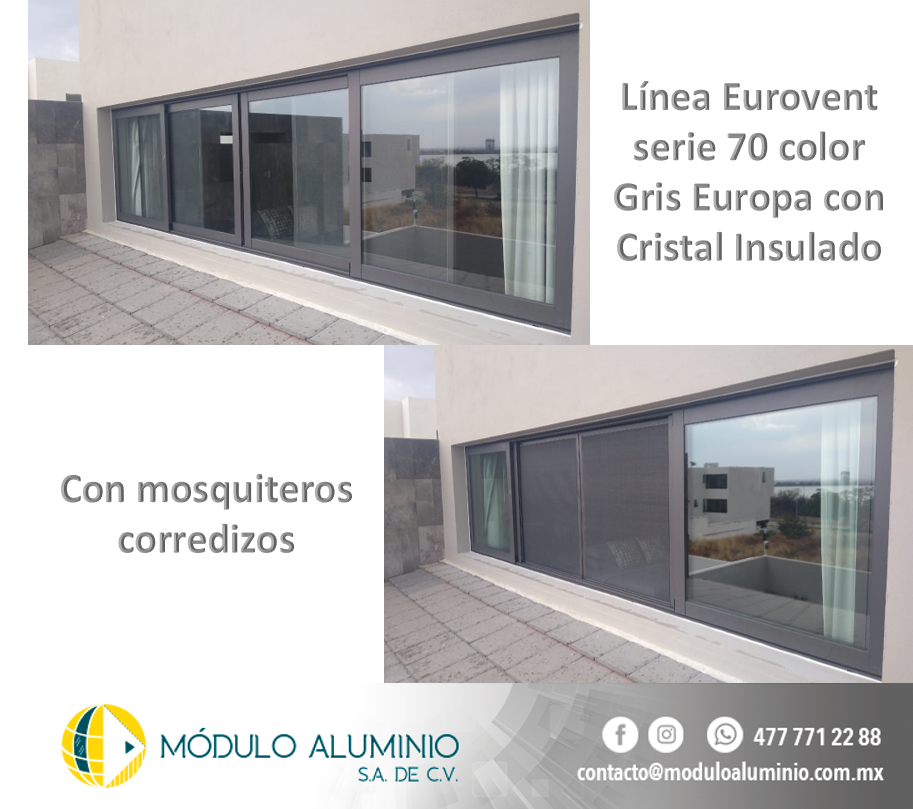 Línea Eurovent
serie 70 color
Gris Europa con
Cristal Insulado
Con mosquiteros
corredizos
MÓDULO ALUMINIO
S.A. DE C.V.
477 771 22 88
contacto@moduloaluminio.com.mx